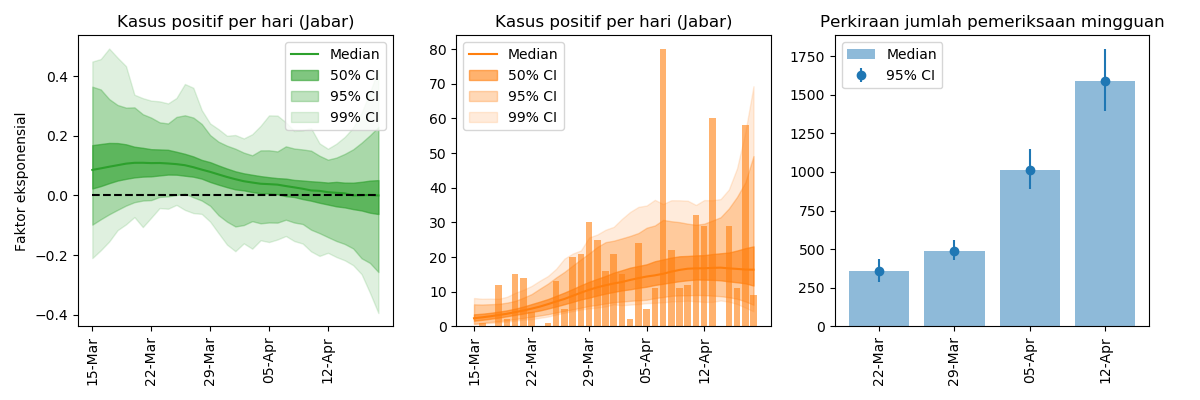 Kasus positif per hari (Jabar)
Faktor eksponensial
0.4
0.2
0.0
−0.2
−0.4
Median
50% CI
95% CI
99% CI
15-Mar
22-Mar
29-Mar
05-Apr
12-Apr
Kasus positif per hari (Jabar)
80
70
60
50
40
30
20
10
0
Median
50% CI
95% CI
99% CI
15-Mar
22-Mar
29-Mar
05-Apr
12-Apr
Perkiraan jumlah pemeriksaan mingguan
1750
1500
1250
1000
750
500
250
0
Median
95% CI
22-Mar
29-Mar
05-Apr
12-Apr